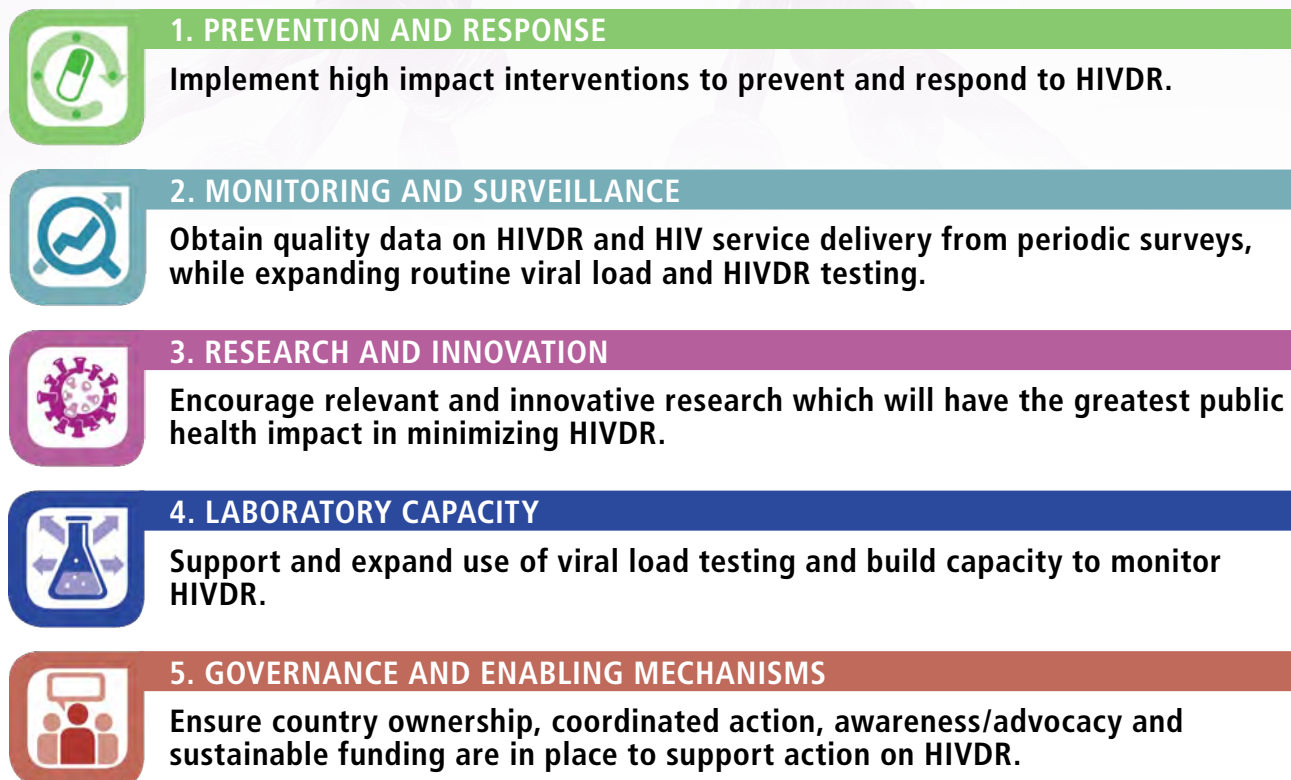 1. PREVENTION AND RESPONSE
Implement high impact interventions to prevent and respond to HIVDR.
2. MONITORING AND SURVEILLANCE
Obtain quality data on HIVDR and HIV service delivery from periodic surveys,
while expanding routine viral load and HIVDR testing.
3. RESEARCH AND INNOVATION
Encourage relevant and innovative research which will have the greatest public
health impact in minimizing HIVDR.
4. LABORATORY CAPACITY
Support and expand use of viral load testing and build capacity to monitor
HIVDR.
5. GOVERNANCE AND ENABLING MECHANISMS
Ensure country ownership, coordinated action, awareness/advocacy and
sustainable funding are in place to support action on HIVDR.